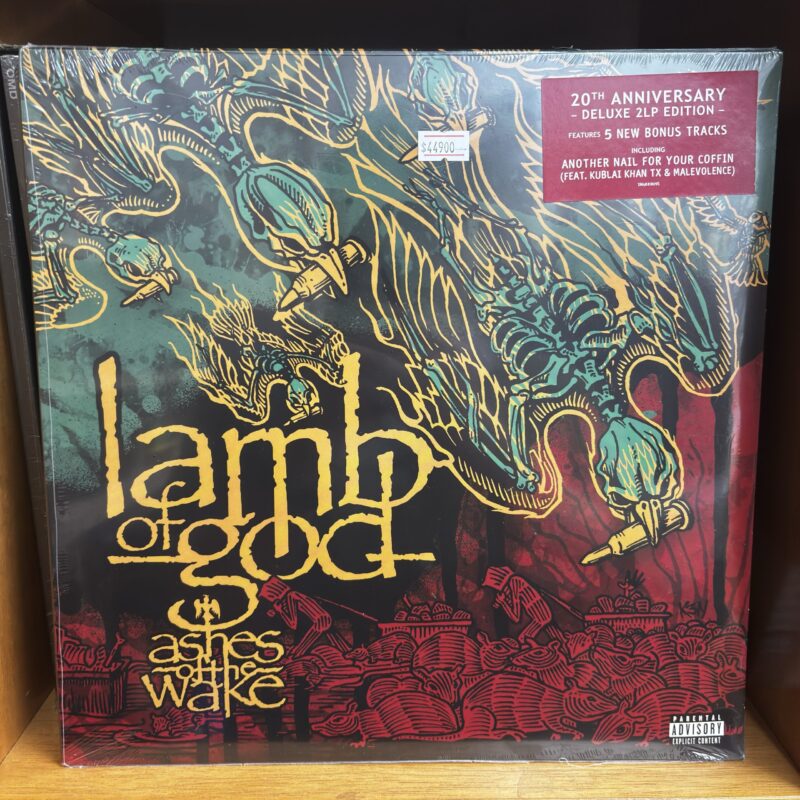 OMD
20TH ANNIVERSARY
- DELUXE 2LP EDITION -
FEATURES 5 NEW BONUS TRACKS
INCLUDING
ANOTHER NAIL FOR YOUR COFFIN
(FEAT. KUBLAI KHAN TX & MALEVOLENCE)
$44900
lamb
of god
ashes
of the
wake
PARENTAL
ADVISORY
EXPLICIT CONTENT